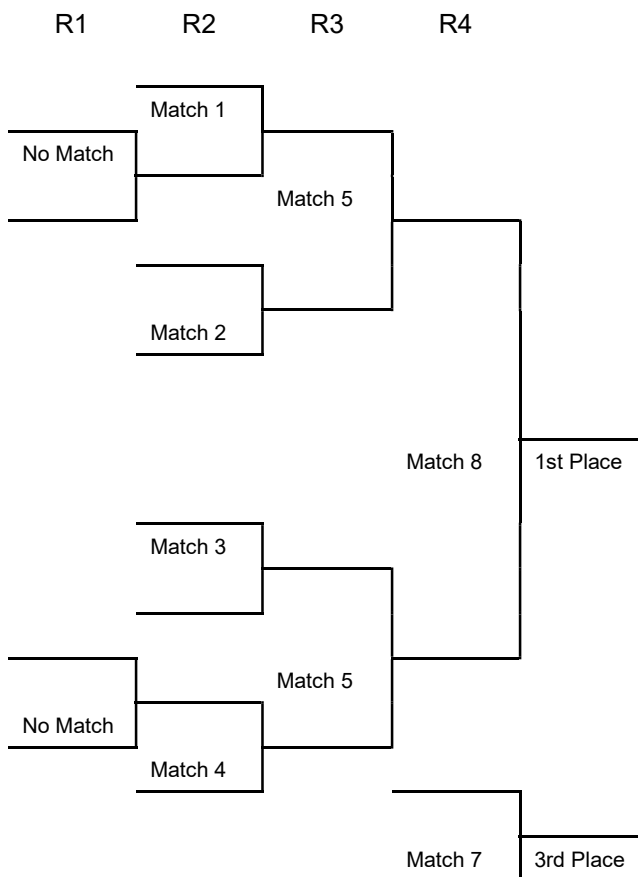 R1 R2 R3 R4
Match 1
No Match
Match 5
Match 2
Match 8 1st Place
Match 3
Match 5
No Match
Match 4
Match 7 3rd Place